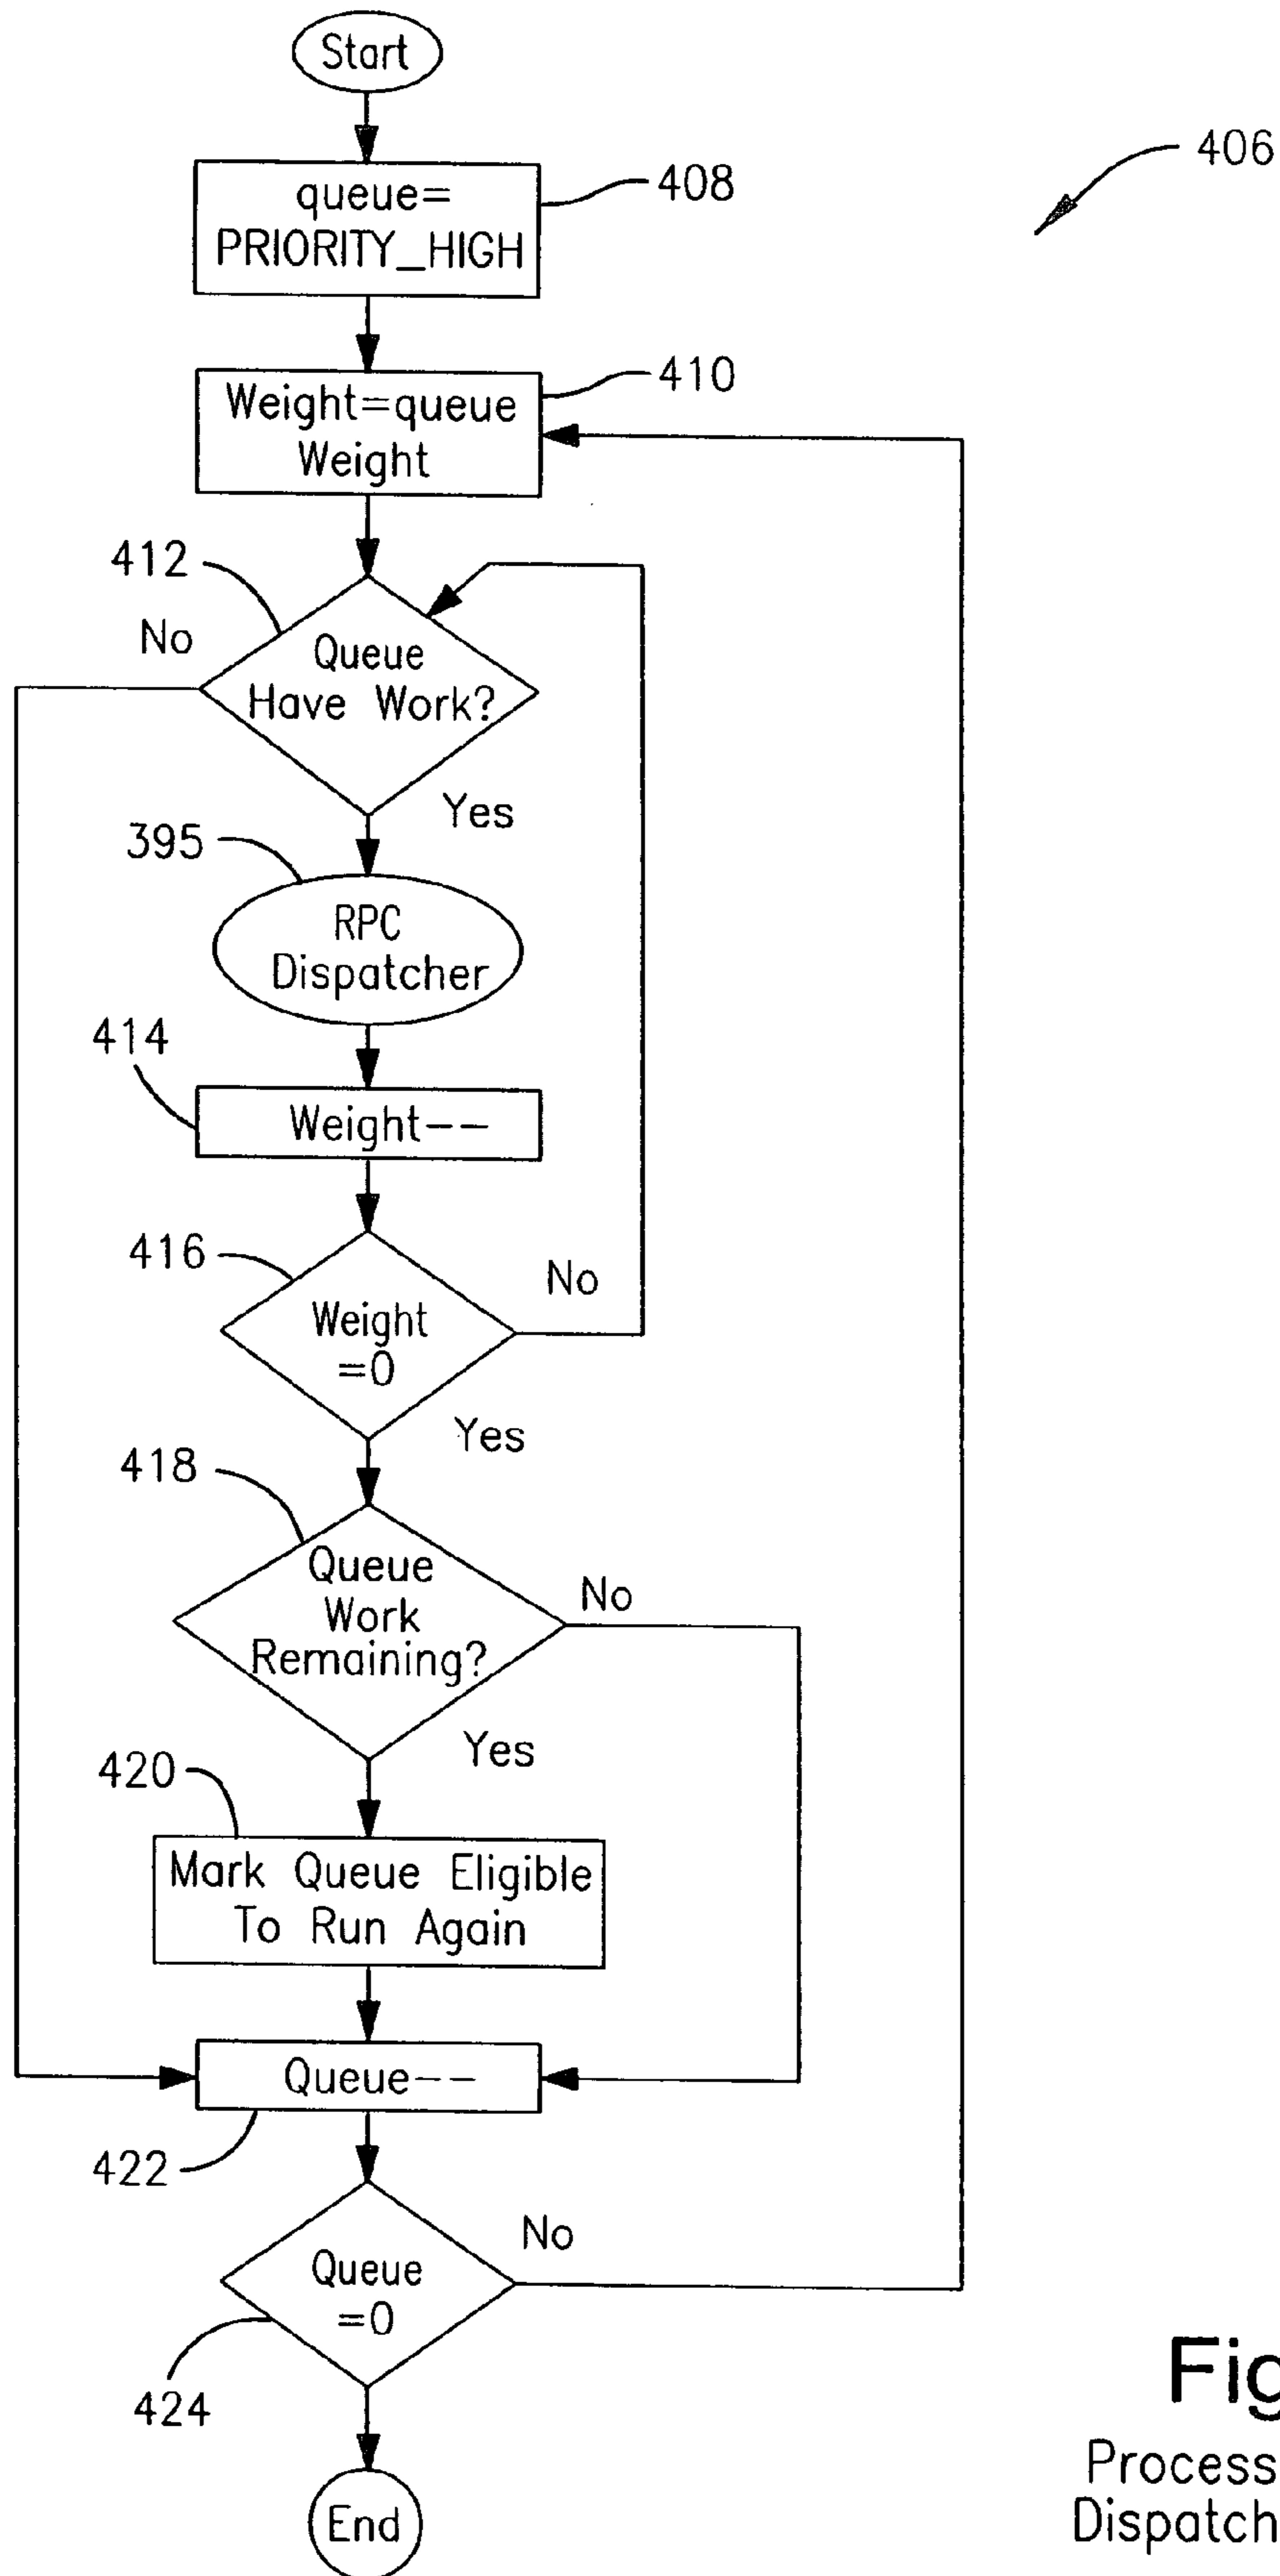 Start
406
queue=
PRIORITY_HIGH
408
Weight=queue
Weight
410
412
No
Queue
Have Work?
Yes
395
RPC
Dispatcher
414
Weight--
416
No
Weight
=0
Yes
418
Queue
Work
Remaining?
No
Yes
420
Mark Queue Eligible
To Run Again
Queue--
422
No
Queue
=0
424
End
Process